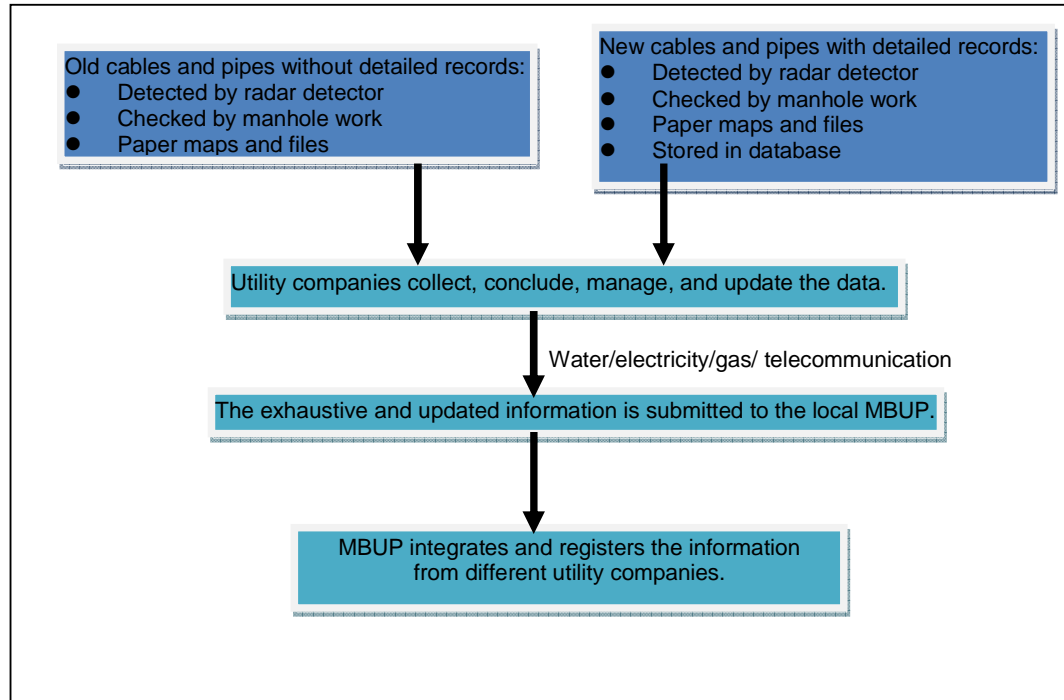 Old cables and pipes without detailed records:
● Detected by radar detector
● Checked by manhole work
● Paper maps and files
New cables and pipes with detailed records:
● Detected by radar detector
● Checked by manhole work
● Paper maps and files
● Stored in database
Utility companies collect, conclude, manage, and update the data.
Water/electricity/gas/ telecommunication
The exhaustive and updated information is submitted to the local MBUP.
MBUP integrates and registers the information
from different utility companies.